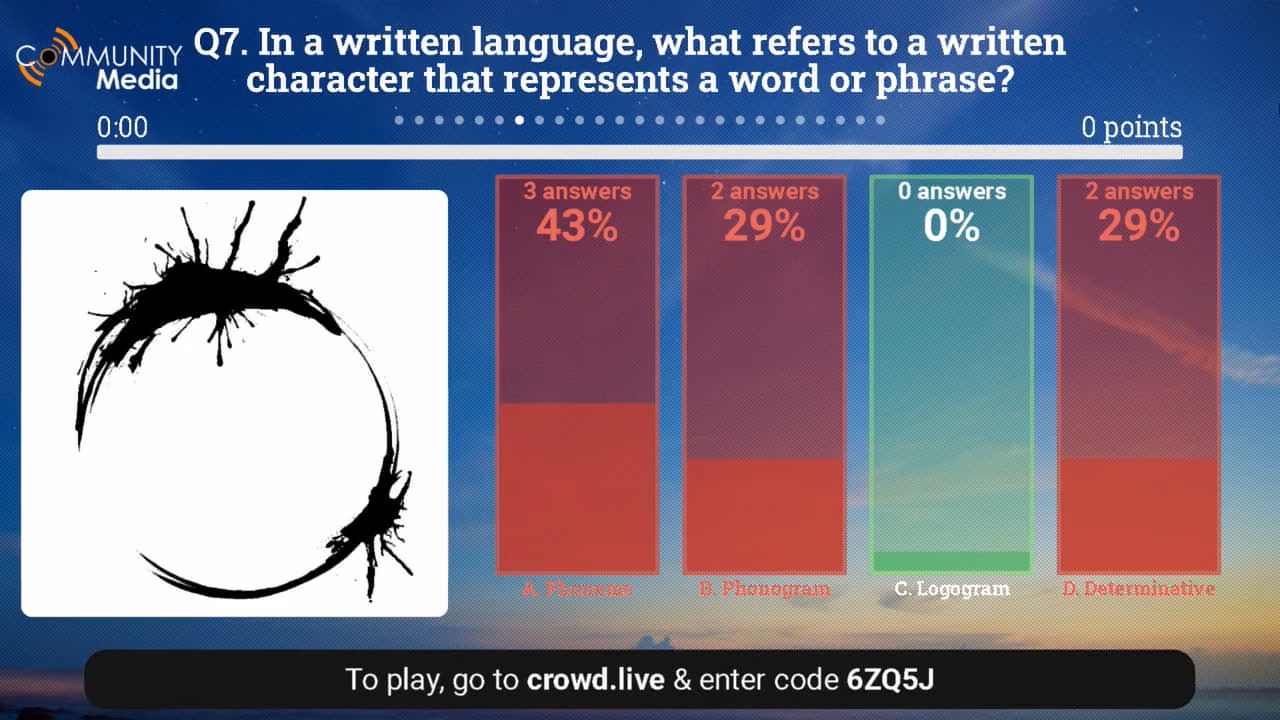 COMMUNITY
Media
Q7. In a written language, what refers to a written
character that represents a word or phrase?
0:00
0 points
3 answers
43%
2 answers
29%
0 answers
0%
2 answers
29%
A. Phoneme
B. Phonogram
C. Logogram
D. Determinative
To play, go to crowd.live & enter code 6ZQ5J